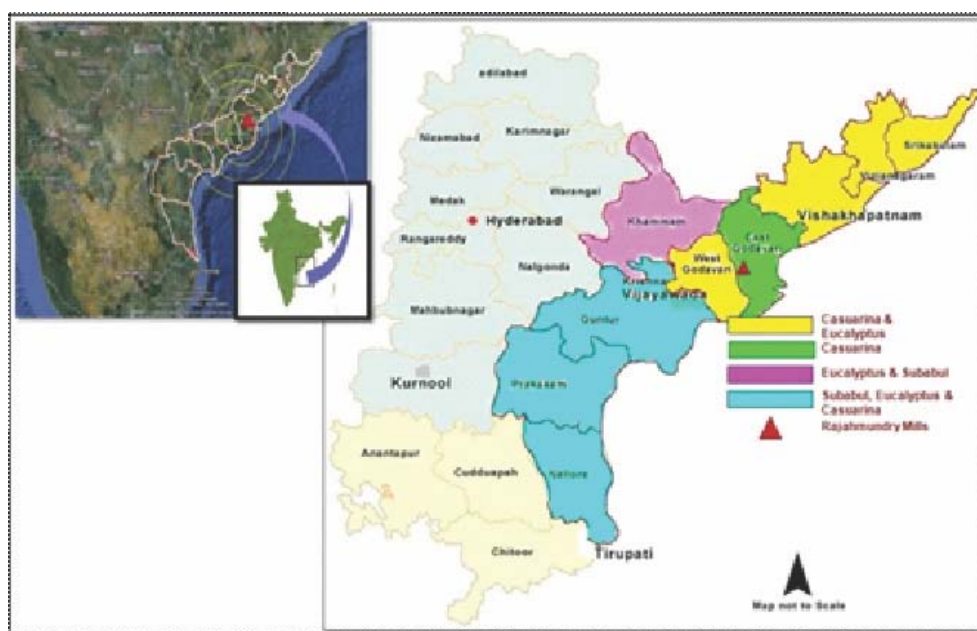 adilabad
Nizamabad
Karimnagar
Medak
Warangal
Hyderabad
Rangareddy
Nalgonda
Mahbubnagar
Kurnool
Anantapur
Cudduapah
Chitoor
Tirupati
Nellore
Prakasam
Guntur
Krishna
Vijayawada
Khammam
West
Godavari
East
Godavari
Vishakhapatnam
Srikakulam
Casuarina &
Eucalyptus
Casuarina
Eucalyptus & Subabul
Subabul, Eucalyptus &
Casuarina
Rajahmundry Mills
Map not to Scale